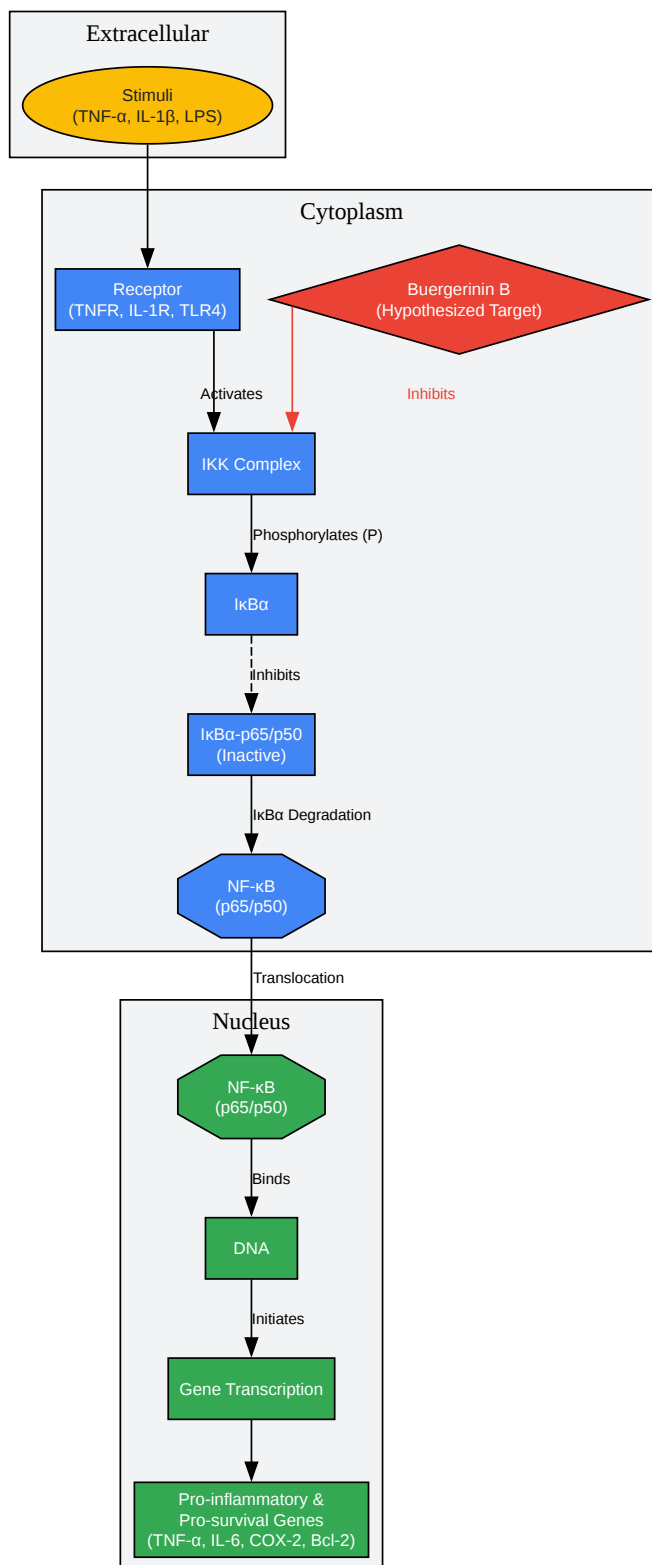 Extracellular
Stimuli
(TNF-α, IL-1β, LPS)
Cytoplasm
Receptor
(TNFR, IL-1R, TLR4)
Buergerinin B
(Hypothesized Target)
Activates
Inhibits
IKK Complex
Phosphorylates (P)
IκBα
Inhibits
IκBα-p65/p50
(Inactive)
IκBα Degradation
NF-κB
(p65/p50)
Translocation
Nucleus
NF-κB
(p65/p50)
Binds
DNA
Initiates
Gene Transcription
Pro-inflammatory &
Pro-survival Genes
(TNF-α, IL-6, COX-2, Bcl-2)